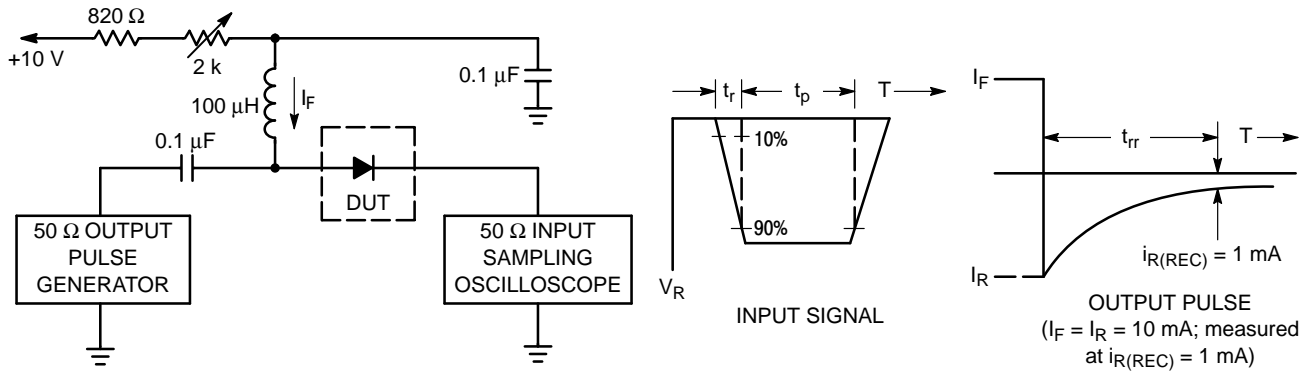 820 Ω
+10 V
2 k
0.1 μF
100 μH
I_F
0.1 μF
DUT
50 Ω OUTPUT
PULSE
GENERATOR
50 Ω INPUT
SAMPLING
OSCILLOSCOPE
t_r
t_p
T
10%
90%
V_R
INPUT SIGNAL
I_F
t_rr
T
i_R(REC) = 1 mA
I_R
OUTPUT PULSE
(I_F = I_R = 10 mA; measured
at i_R(REC) = 1 mA)